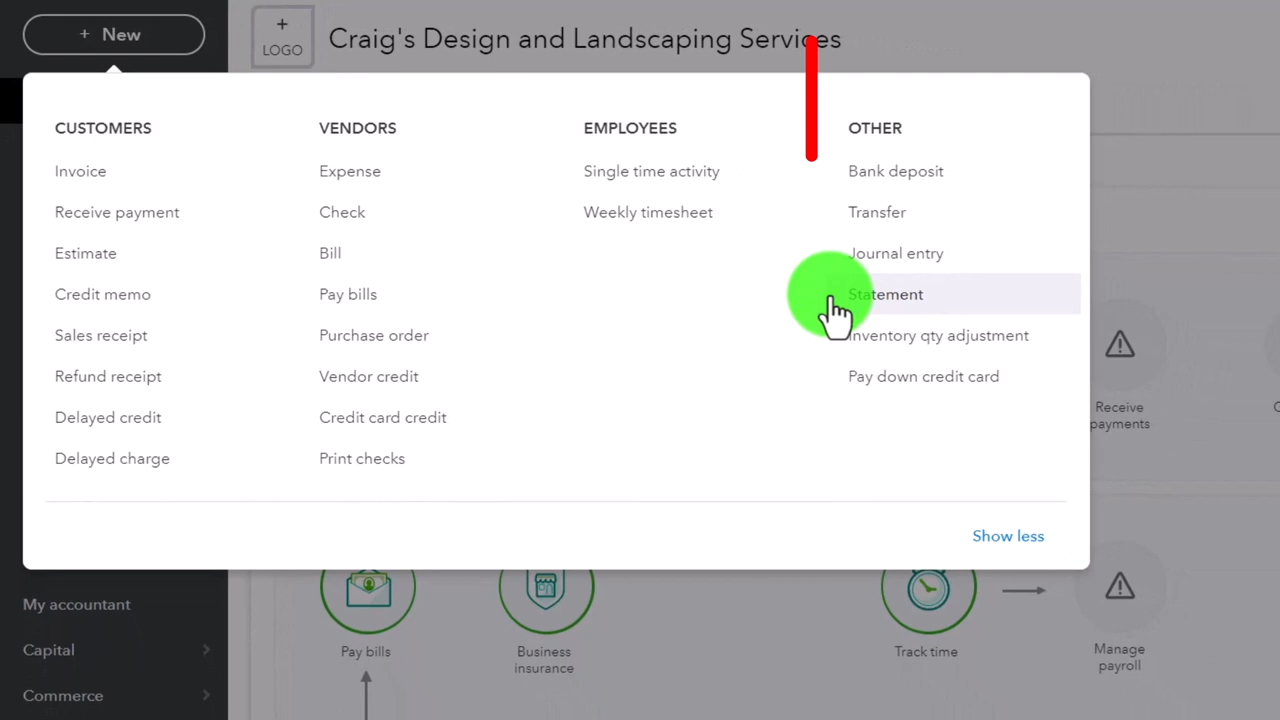 + New
+
LOGO
Craig's Design and Landscaping Services
CUSTOMERS
Invoice
Receive payment
Estimate
Credit memo
Sales receipt
Refund receipt
Delayed credit
Delayed charge
VENDORS
Expense
Check
Bill
Pay bills
Purchase order
Vendor credit
Credit card credit
Print checks
EMPLOYEES
Single time activity
Weekly timesheet
OTHER
Bank deposit
Transfer
Journal entry
Statement
Inventory qty adjustment
Pay down credit card
Show less
Receive
payments
My accountant
Capital
Commerce
Pay bills
Business
insurance
Track time
Manage
payroll